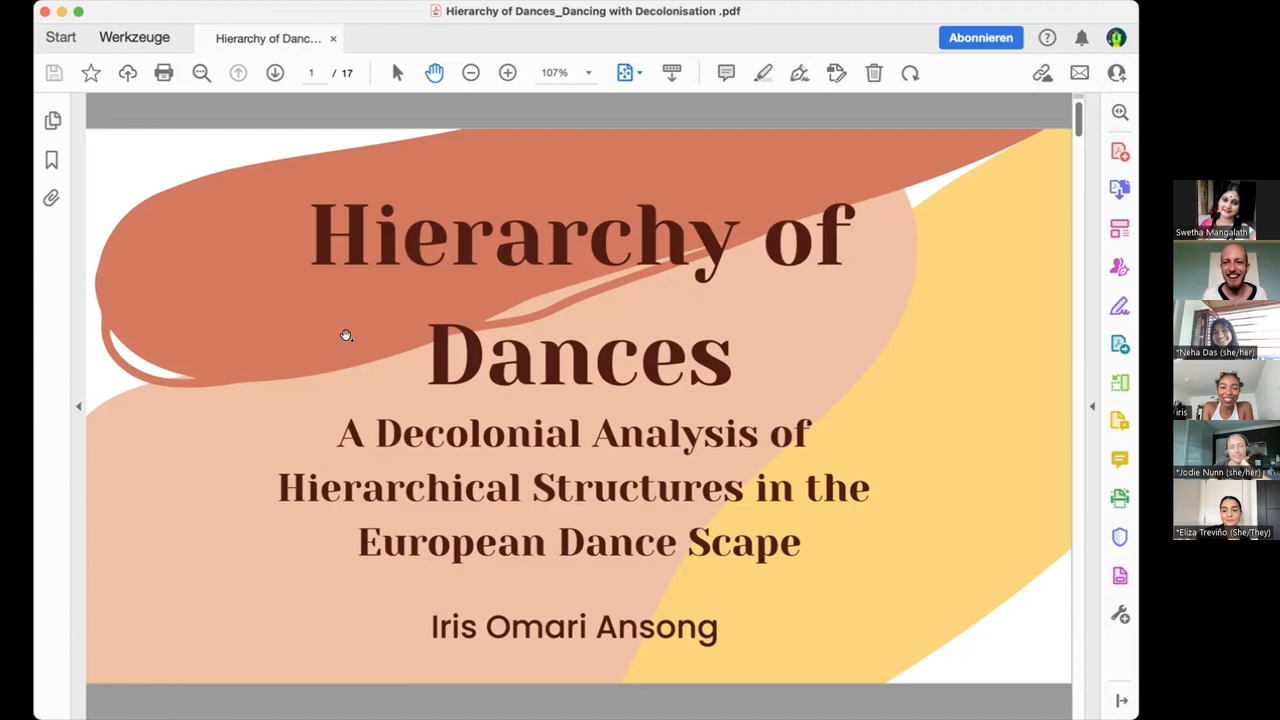 Hierarchy of Dances_Dancing with Decolonisation .pdf
Start
Werkzeuge
Hierarchy of Danc... ×
Abonnieren
1 / 17
107%
Hierarchy of
Dances
A Decolonial Analysis of
Hierarchical Structures in the
European Dance Scape
Iris Omari Ansong
Swetha Mangalath
*Neha Das (she/her)
iris
*Jodie Nunn (she/her)
*Eliza Treviño (She/They)